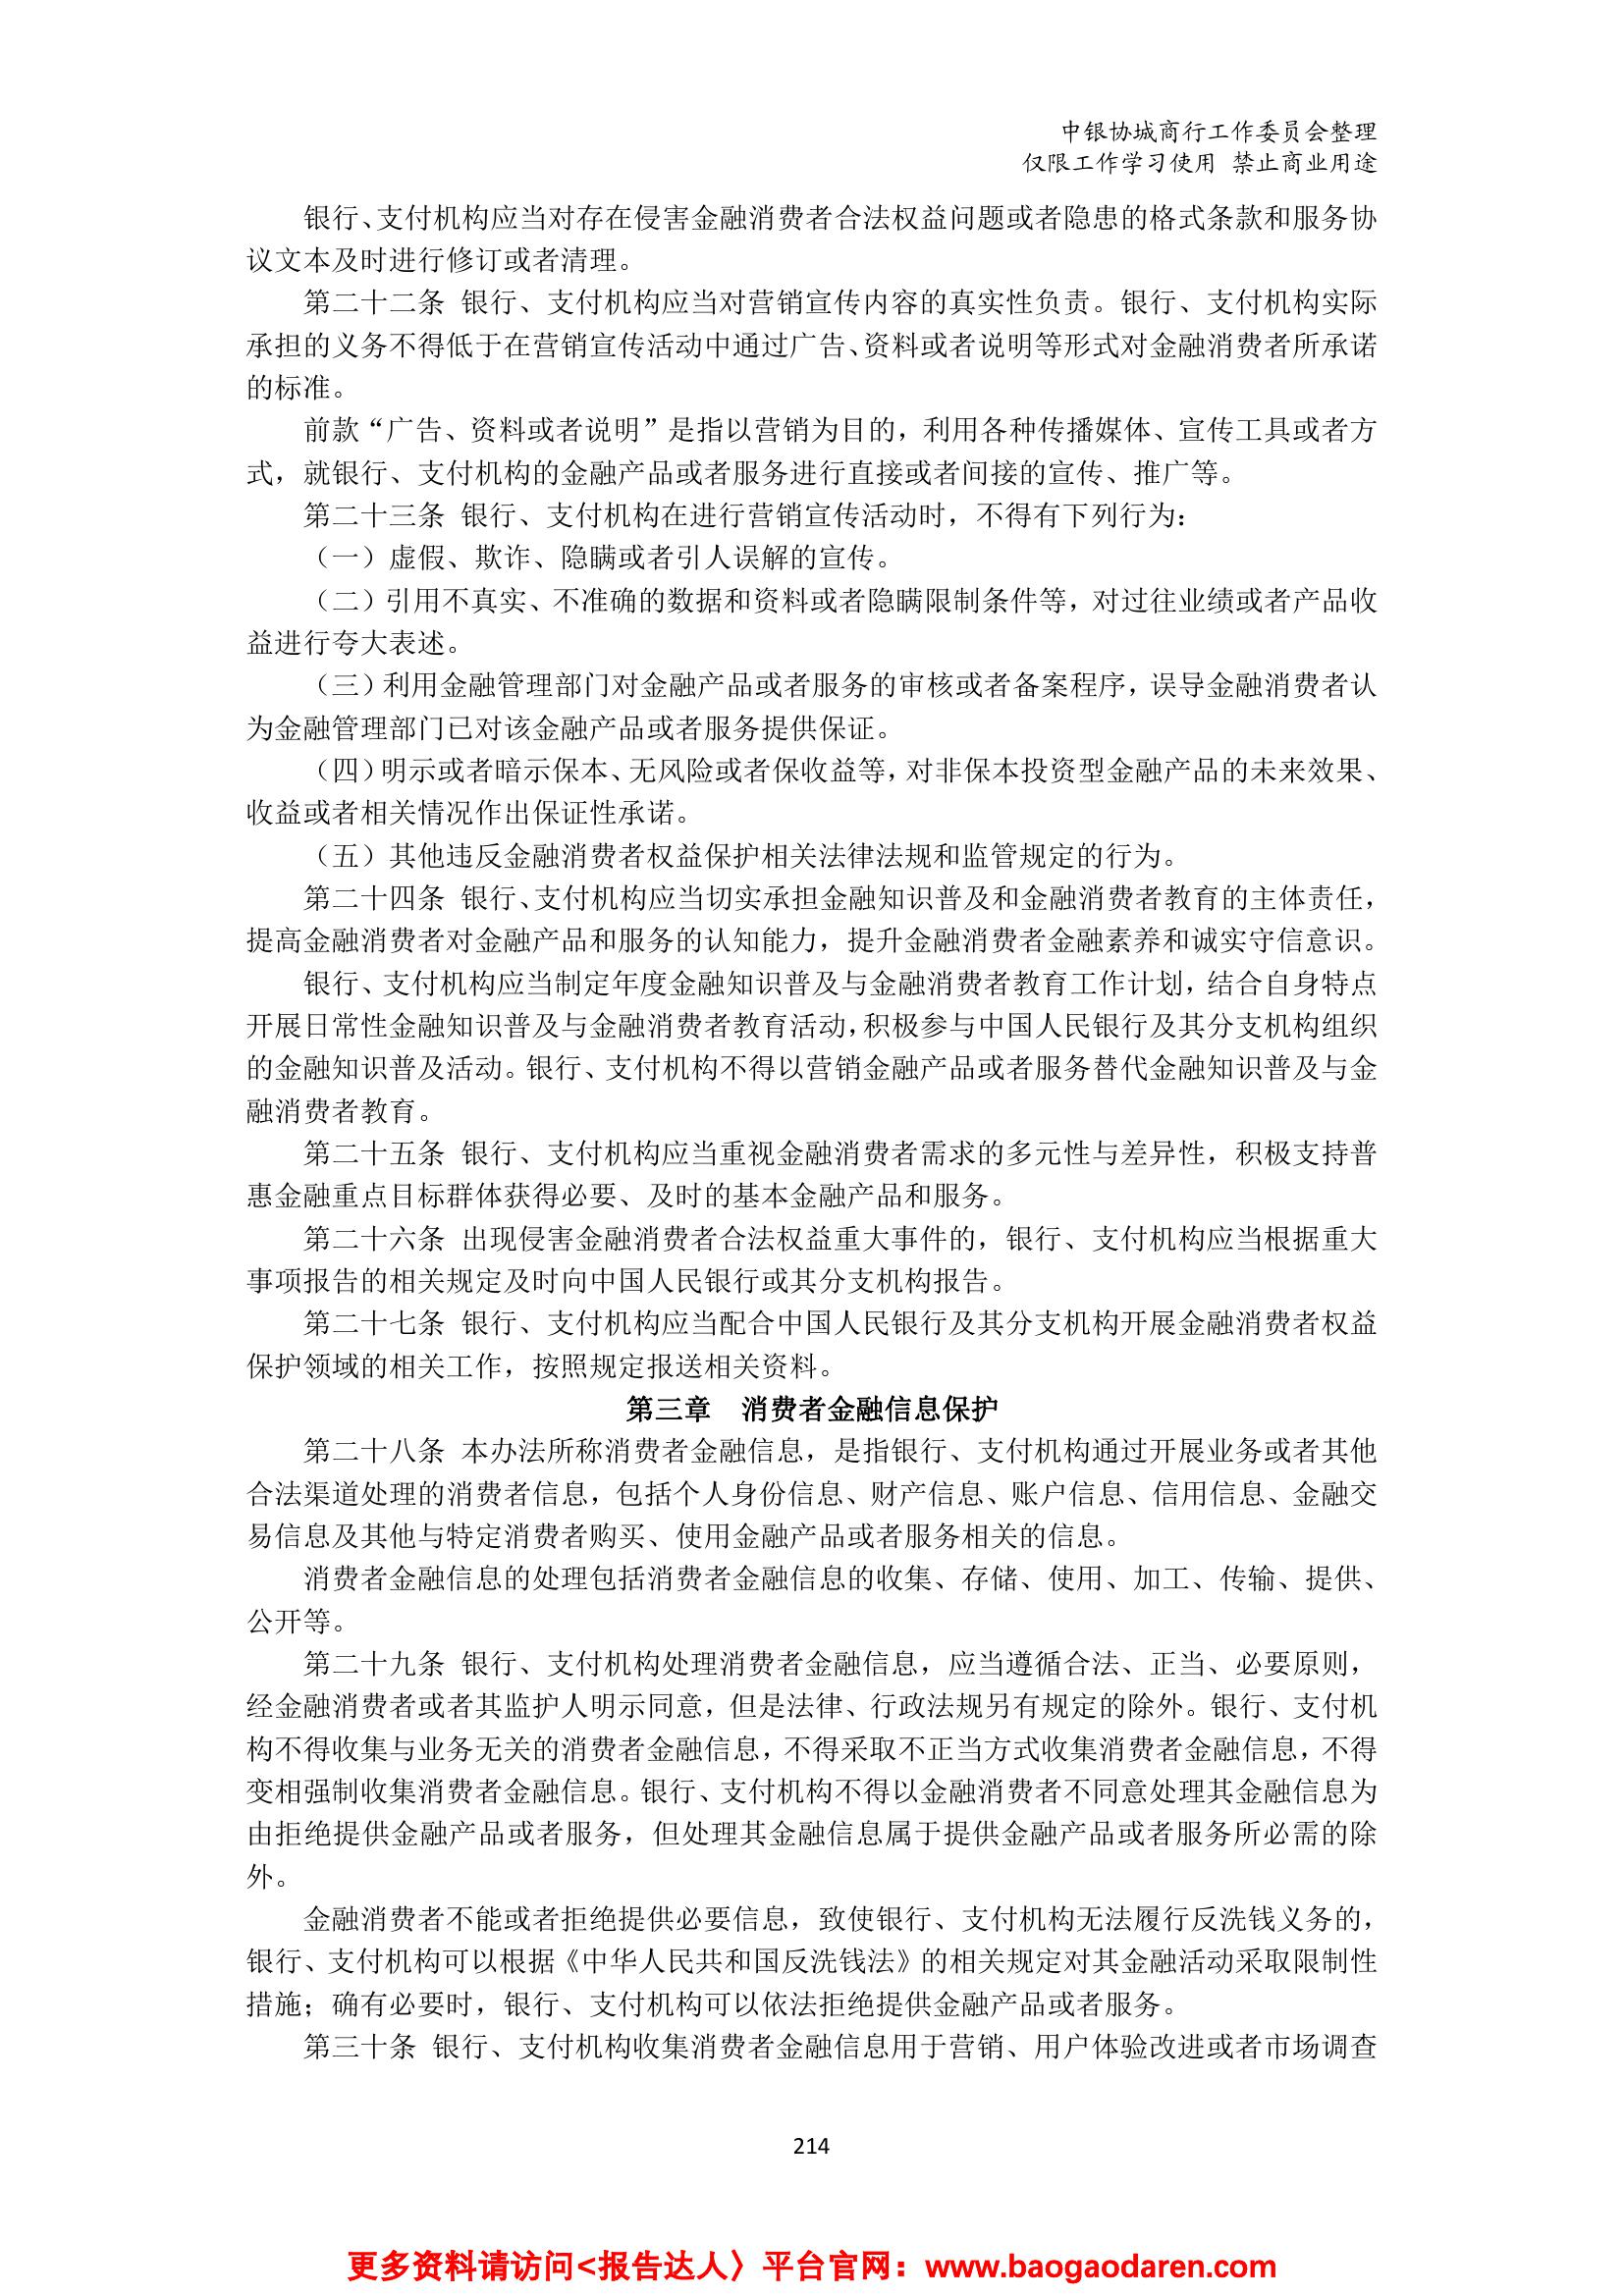 中银协城商行工作委员会整理
仅限工作学习使用 禁止商业用途
银行、支付机构应当对存在侵害金融消费者合法权益问题或者隐患的格式条款和服务协
议文本及时进行修订或者清理。
第二十二条 银行、支付机构应当对营销宣传内容的真实性负责。银行、支付机构实际
承担的义务不得低于在营销宣传活动中通过广告、资料或者说明等形式对金融消费者所承诺
的标准。
前款“广告、资料或者说明”是指以营销为目的，利用各种传播媒体、宣传工具或者方
式，就银行、支付机构的金融产品或者服务进行直接或者间接的宣传、推广等。
第二十三条 银行、支付机构在进行营销宣传活动时，不得有下列行为：
（一）虚假、欺诈、隐瞒或者引人误解的宣传。
（二）引用不真实、不准确的数据和资料或者隐瞒限制条件等，对过往业绩或者产品收
益进行夸大表述。
（三）利用金融管理部门对金融产品或者服务的审核或者备案程序，误导金融消费者认
为金融管理部门已对该金融产品或者服务提供保证。
（四）明示或者暗示保本、无风险或者保收益等，对非保本投资型金融产品的未来效果、
收益或者相关情况作出保证性承诺。
（五）其他违反金融消费者权益保护相关法律法规和监管规定的行为。
第二十四条 银行、支付机构应当切实承担金融知识普及和金融消费者教育的主体责任，
提高金融消费者对金融产品和服务的认知能力，提升金融消费者金融素养和诚实守信意识。
银行、支付机构应当制定年度金融知识普及与金融消费者教育工作计划，结合自身特点
开展日常性金融知识普及与金融消费者教育活动，积极参与中国人民银行及其分支机构组织
的金融知识普及活动。银行、支付机构不得以营销金融产品或者服务替代金融知识普及与金
融消费者教育。
第二十五条 银行、支付机构应当重视金融消费者需求的多元性与差异性，积极支持普
惠金融重点目标群体获得必要、及时的基本金融产品和服务。
第二十六条 出现侵害金融消费者合法权益重大事件的，银行、支付机构应当根据重大
事项报告的相关规定及时向中国人民银行或其分支机构报告。
第二十七条 银行、支付机构应当配合中国人民银行及其分支机构开展金融消费者权益
保护领域的相关工作，按照规定报送相关资料。
第三章 消费者金融信息保护
第二十八条 本办法所称消费者金融信息，是指银行、支付机构通过开展业务或者其他
合法渠道处理的消费者信息，包括个人身份信息、财产信息、账户信息、信用信息、金融交
易信息及其他与特定消费者购买、使用金融产品或者服务相关的信息。
消费者金融信息的处理包括消费者金融信息的收集、存储、使用、加工、传输、提供、
公开等。
第二十九条 银行、支付机构处理消费者金融信息，应当遵循合法、正当、必要原则，
经金融消费者或者其监护人明示同意，但是法律、行政法规另有规定的除外。银行、支付机
构不得收集与业务无关的消费者金融信息，不得采取不正当方式收集消费者金融信息，不得
变相强制收集消费者金融信息。银行、支付机构不得以金融消费者不同意处理其金融信息为
由拒绝提供金融产品或者服务，但处理其金融信息属于提供金融产品或者服务所必需的除
外。
金融消费者不能或者拒绝提供必要信息，致使银行、支付机构无法履行反洗钱义务的，
银行、支付机构可以根据《中华人民共和国反洗钱法》的相关规定对其金融活动采取限制性
措施；确有必要时，银行、支付机构可以依法拒绝提供金融产品或者服务。
第三十条 银行、支付机构收集消费者金融信息用于营销、用户体验改进或者市场调查
214
更多资料请访问<报告达人〉平台官网：www.baogaodaren.com